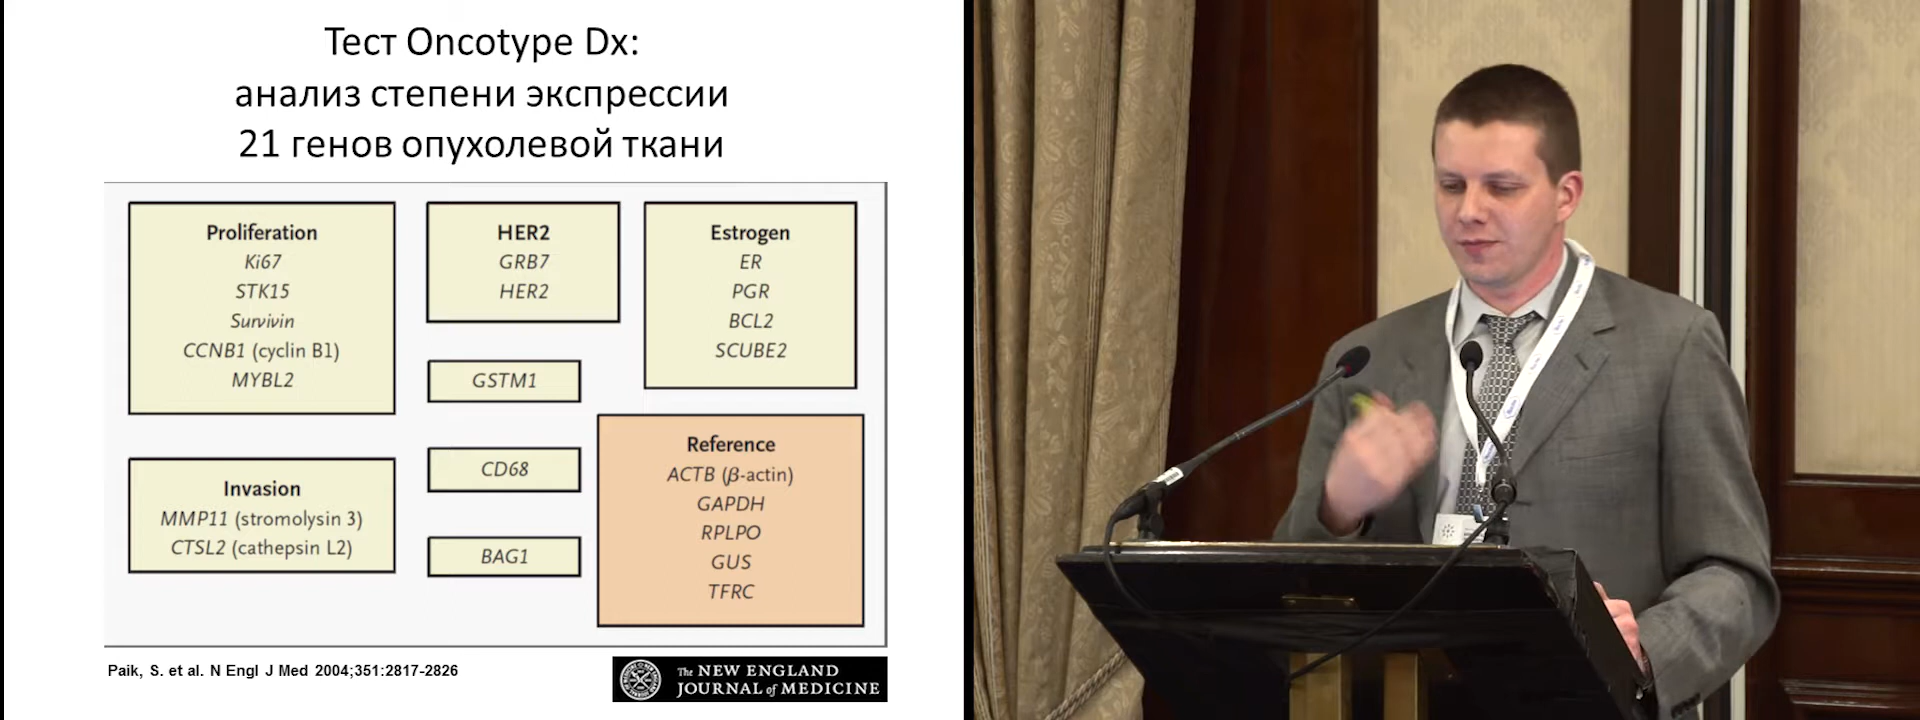 Тест Oncotype Dx:
анализ степени экспрессии
21 генов опухолевой ткани
Proliferation
Ki67
STK15
Survivin
CCNB1 (cyclin B1)
MYBL2
HER2
GRB7
HER2
Estrogen
ER
PGR
BCL2
SCUBE2
GSTM1
CD68
BAG1
Invasion
MMP11 (stromolysin 3)
CTSL2 (cathepsin L2)
Reference
ACTB (β-actin)
GAPDH
RPLPO
GUS
TFRC
Paik, S. et al. N Engl J Med 2004;351:2817-2826
The NEW ENGLAND
JOURNAL of MEDICINE